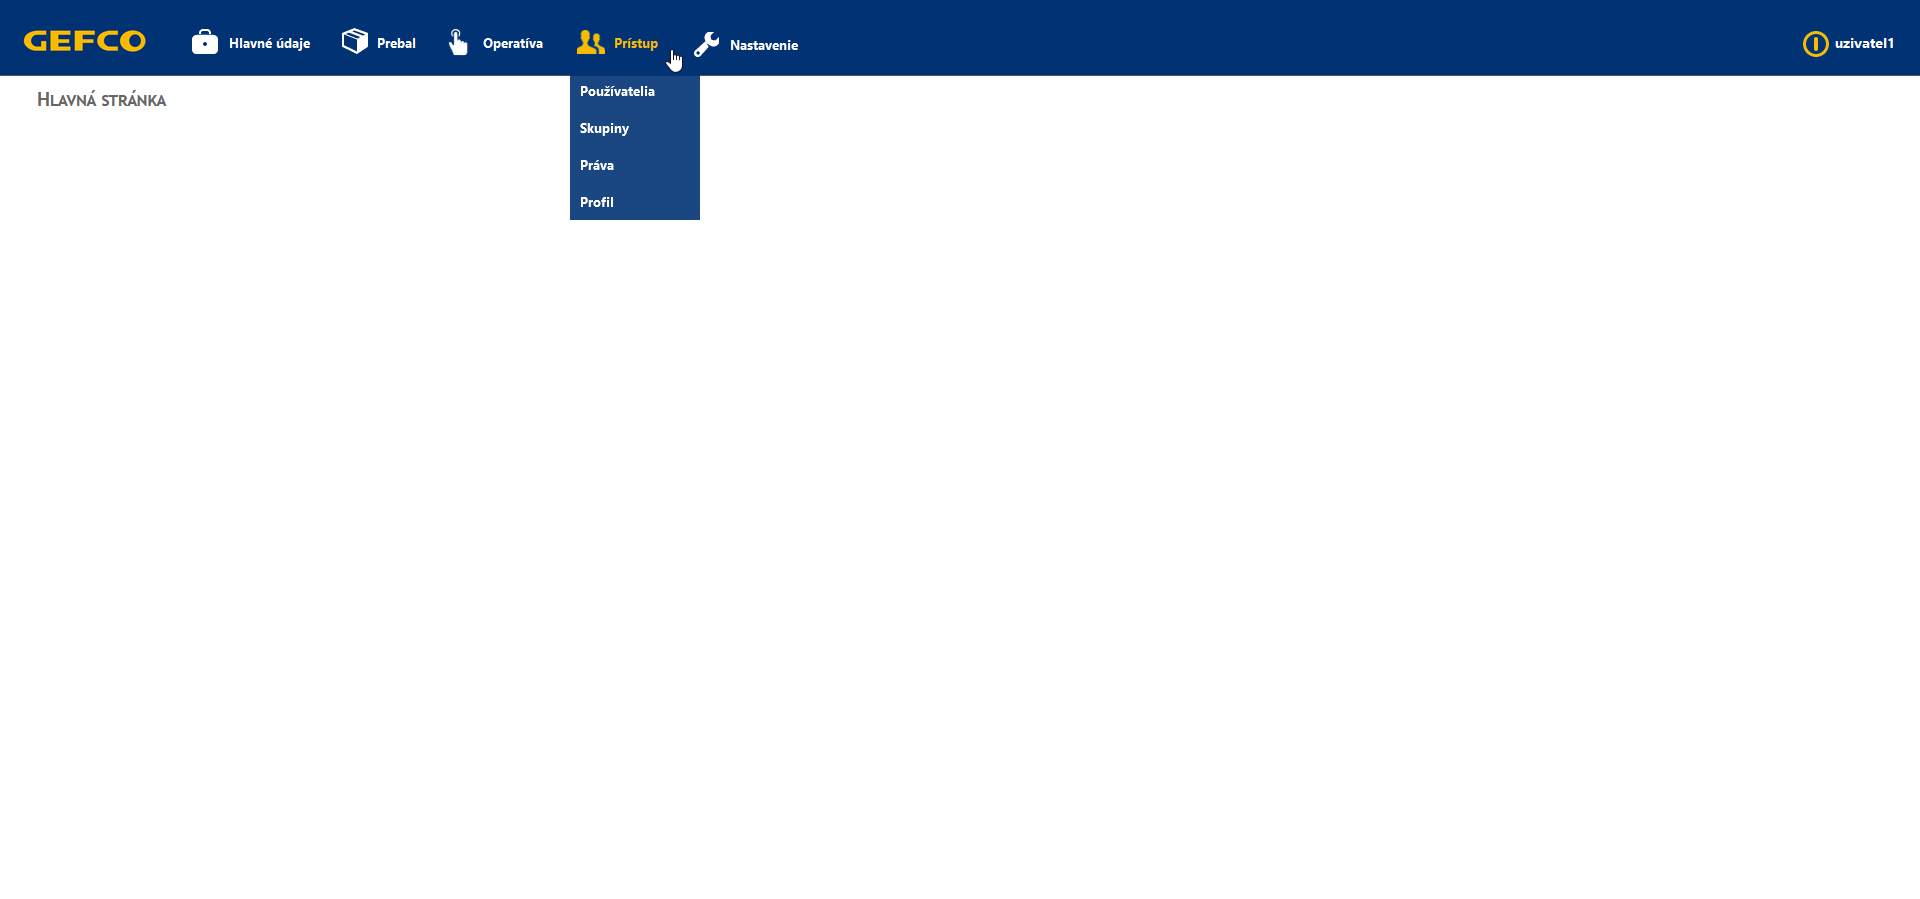 GEFCO Hlavné údaje Prebal Operatíva Prístup Nastavenie uzivatel1
Hlavná stránka
Používatelia
Skupiny
Práva
Profil